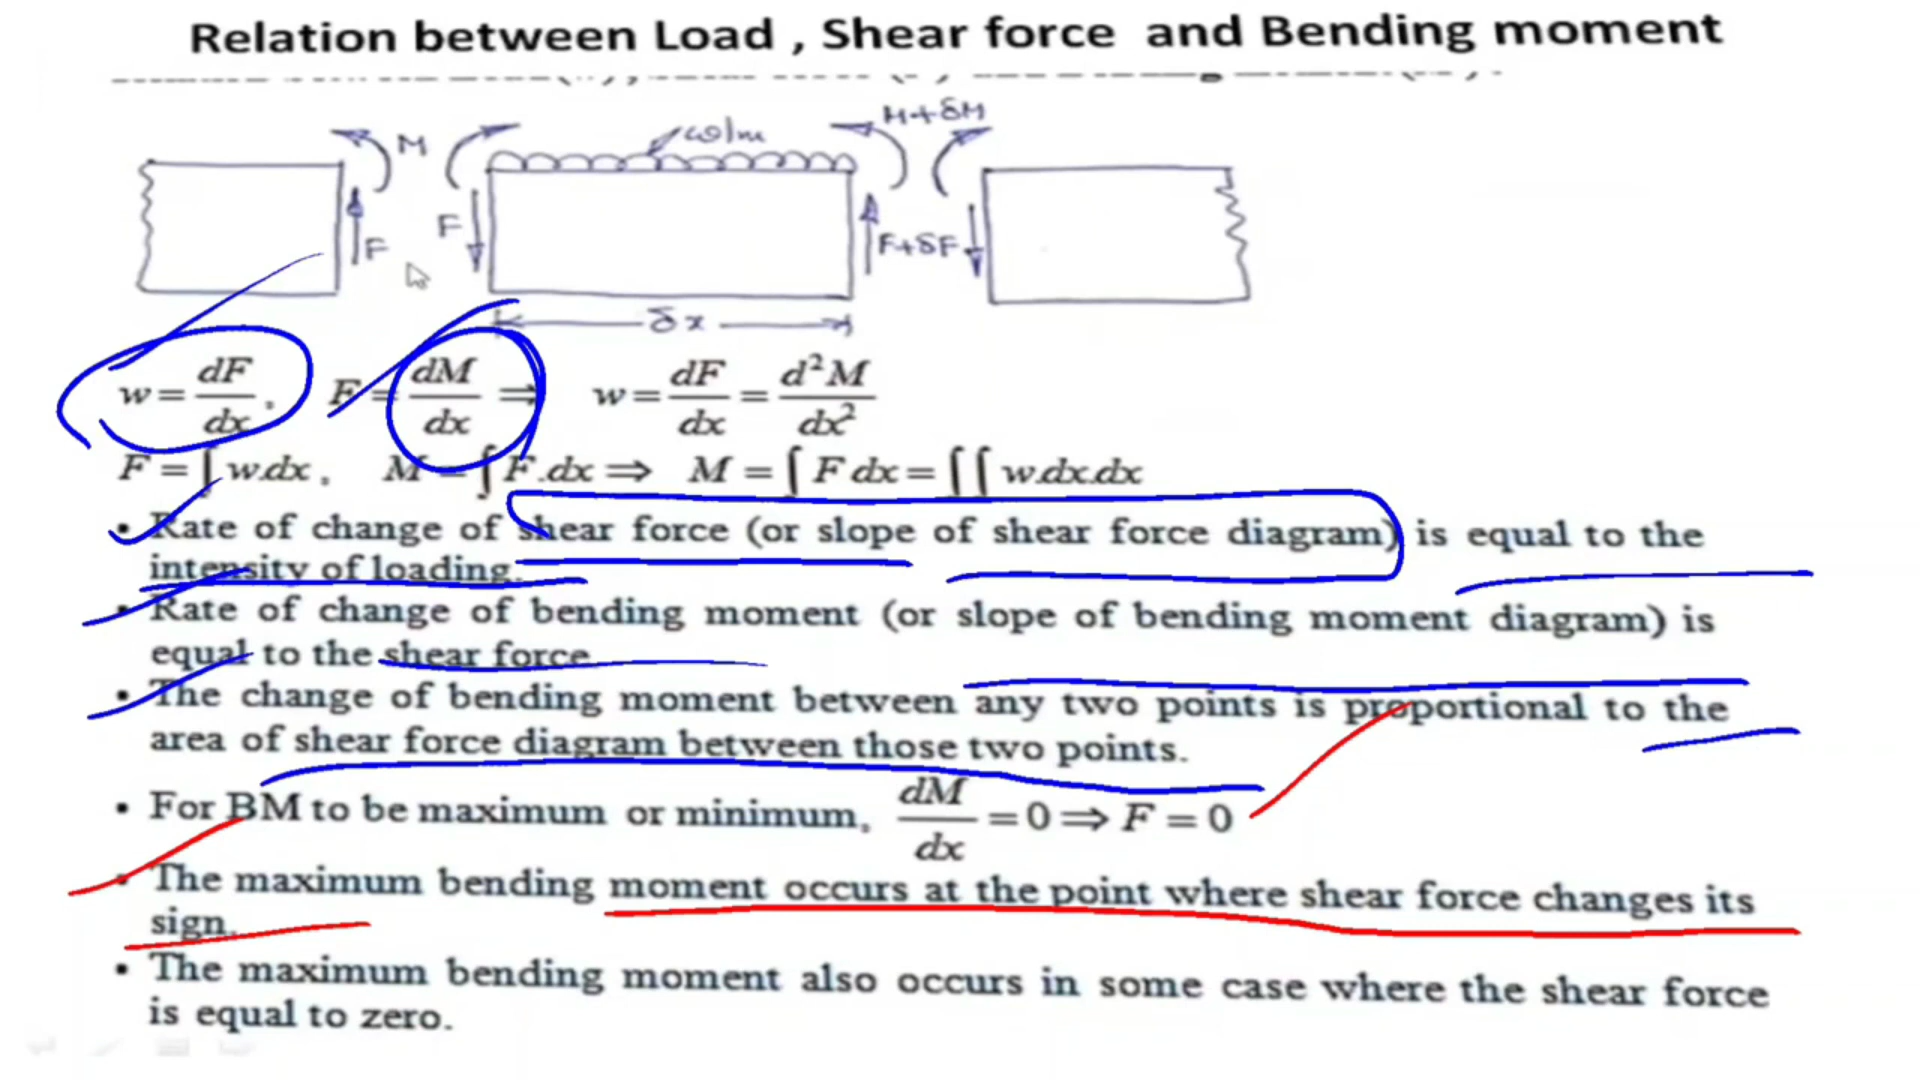 Relation between Load , Shear force and Bending moment
M
ω/m
M+δM
F
F
F+δF
δx
w = dF/dx , F = dM/dx ⇒ w = dF/dx = d²M/dx²
F = ∫ w.dx , M = ∫ F.dx ⇒ M = ∫ F dx = ∫ ∫ w.dx.dx
• Rate of change of shear force (or slope of shear force diagram) is equal to the
intensity of loading.
• Rate of change of bending moment (or slope of bending moment diagram) is
equal to the shear force
• The change of bending moment between any two points is proportional to the
area of shear force diagram between those two points.
• For BM to be maximum or minimum, dM/dx = 0 ⇒ F = 0
• The maximum bending moment occurs at the point where shear force changes its
sign.
• The maximum bending moment also occurs in some case where the shear force
is equal to zero.